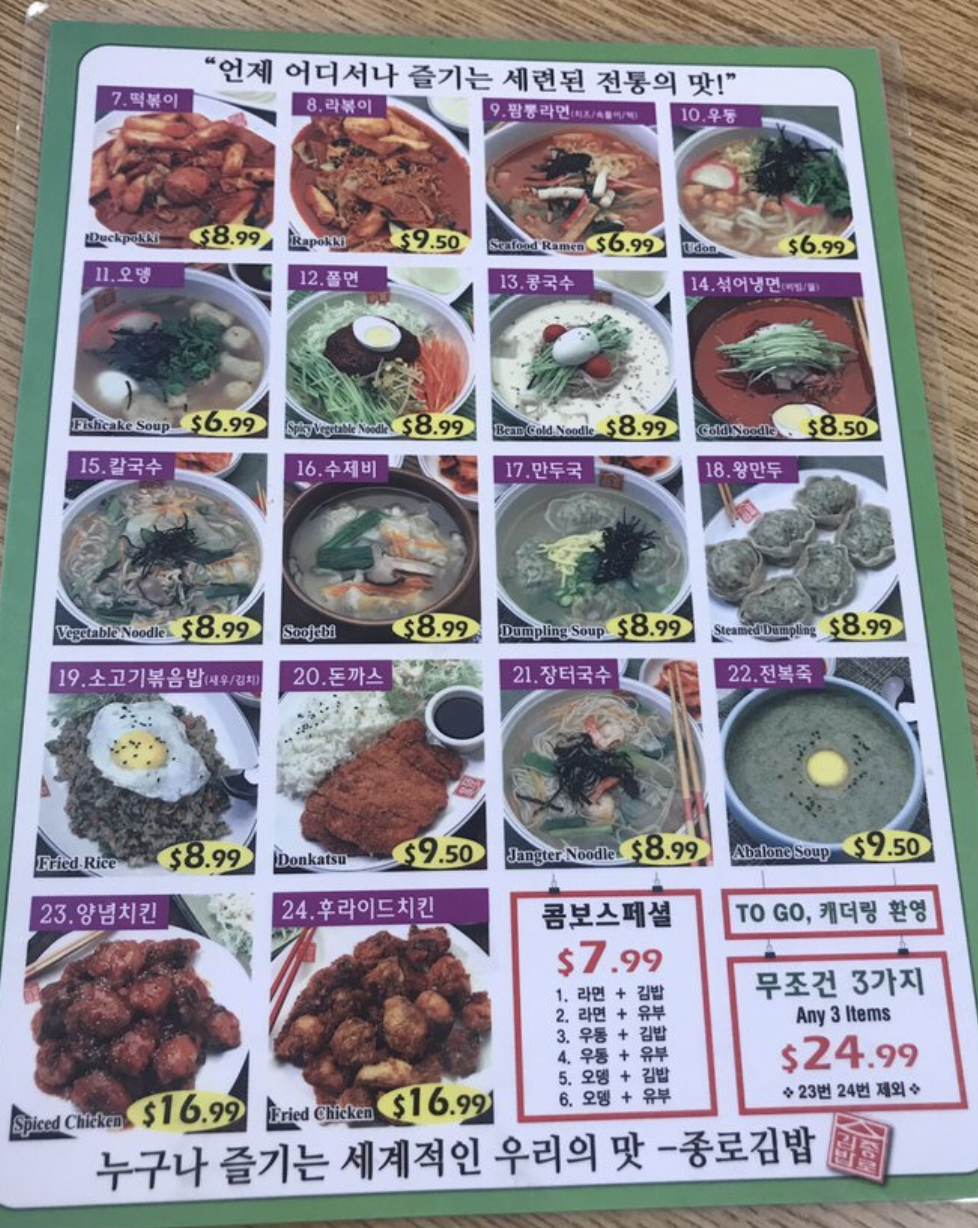 “언제 어디서나 즐기는 세련된 전통의 맛!”
7.떡볶이
Duckpokki $8.99
8.라볶이
Rapokki $9.50
9.짬뽕라면(치즈/속풀이/떡)
Seafood Ramen $6.99
10.우동
Udon $6.99
11.오뎅
Fishcake Soup $6.99
12.쫄면
Spicy Vegetable Noodle $8.99
13.콩국수
Bean Cold Noodle $8.99
14.섞어냉면(비빔/물)
Cold Noodle $8.50
15.칼국수
Vegetable Noodle $8.99
16.수제비
Soojebi $8.99
17.만두국
Dumpling Soup $8.99
18.왕만두
Steamed Dumpling $8.99
19.소고기볶음밥(새우/김치)
Fried Rice $8.99
20.돈까스
Donkatsu $9.50
21.장터국수
Jangter Noodle $8.99
22.전복죽
Abalone Soup $9.50
23.양념치킨
Spiced Chicken $16.99
24.후라이드치킨
Fried Chicken $16.99
콤보스페셜
$7.99
1. 라면 + 김밥
2. 라면 + 유부
3. 우동 + 김밥
4. 우동 + 유부
5. 오뎅 + 김밥
6. 오뎅 + 유부
TO GO, 캐더링 환영
무조건 3가지
Any 3 Items
$24.99
❖ 23번 24번 제외 ❖
누구나 즐기는 세계적인 우리의 맛 -종로김밥
종로김밥